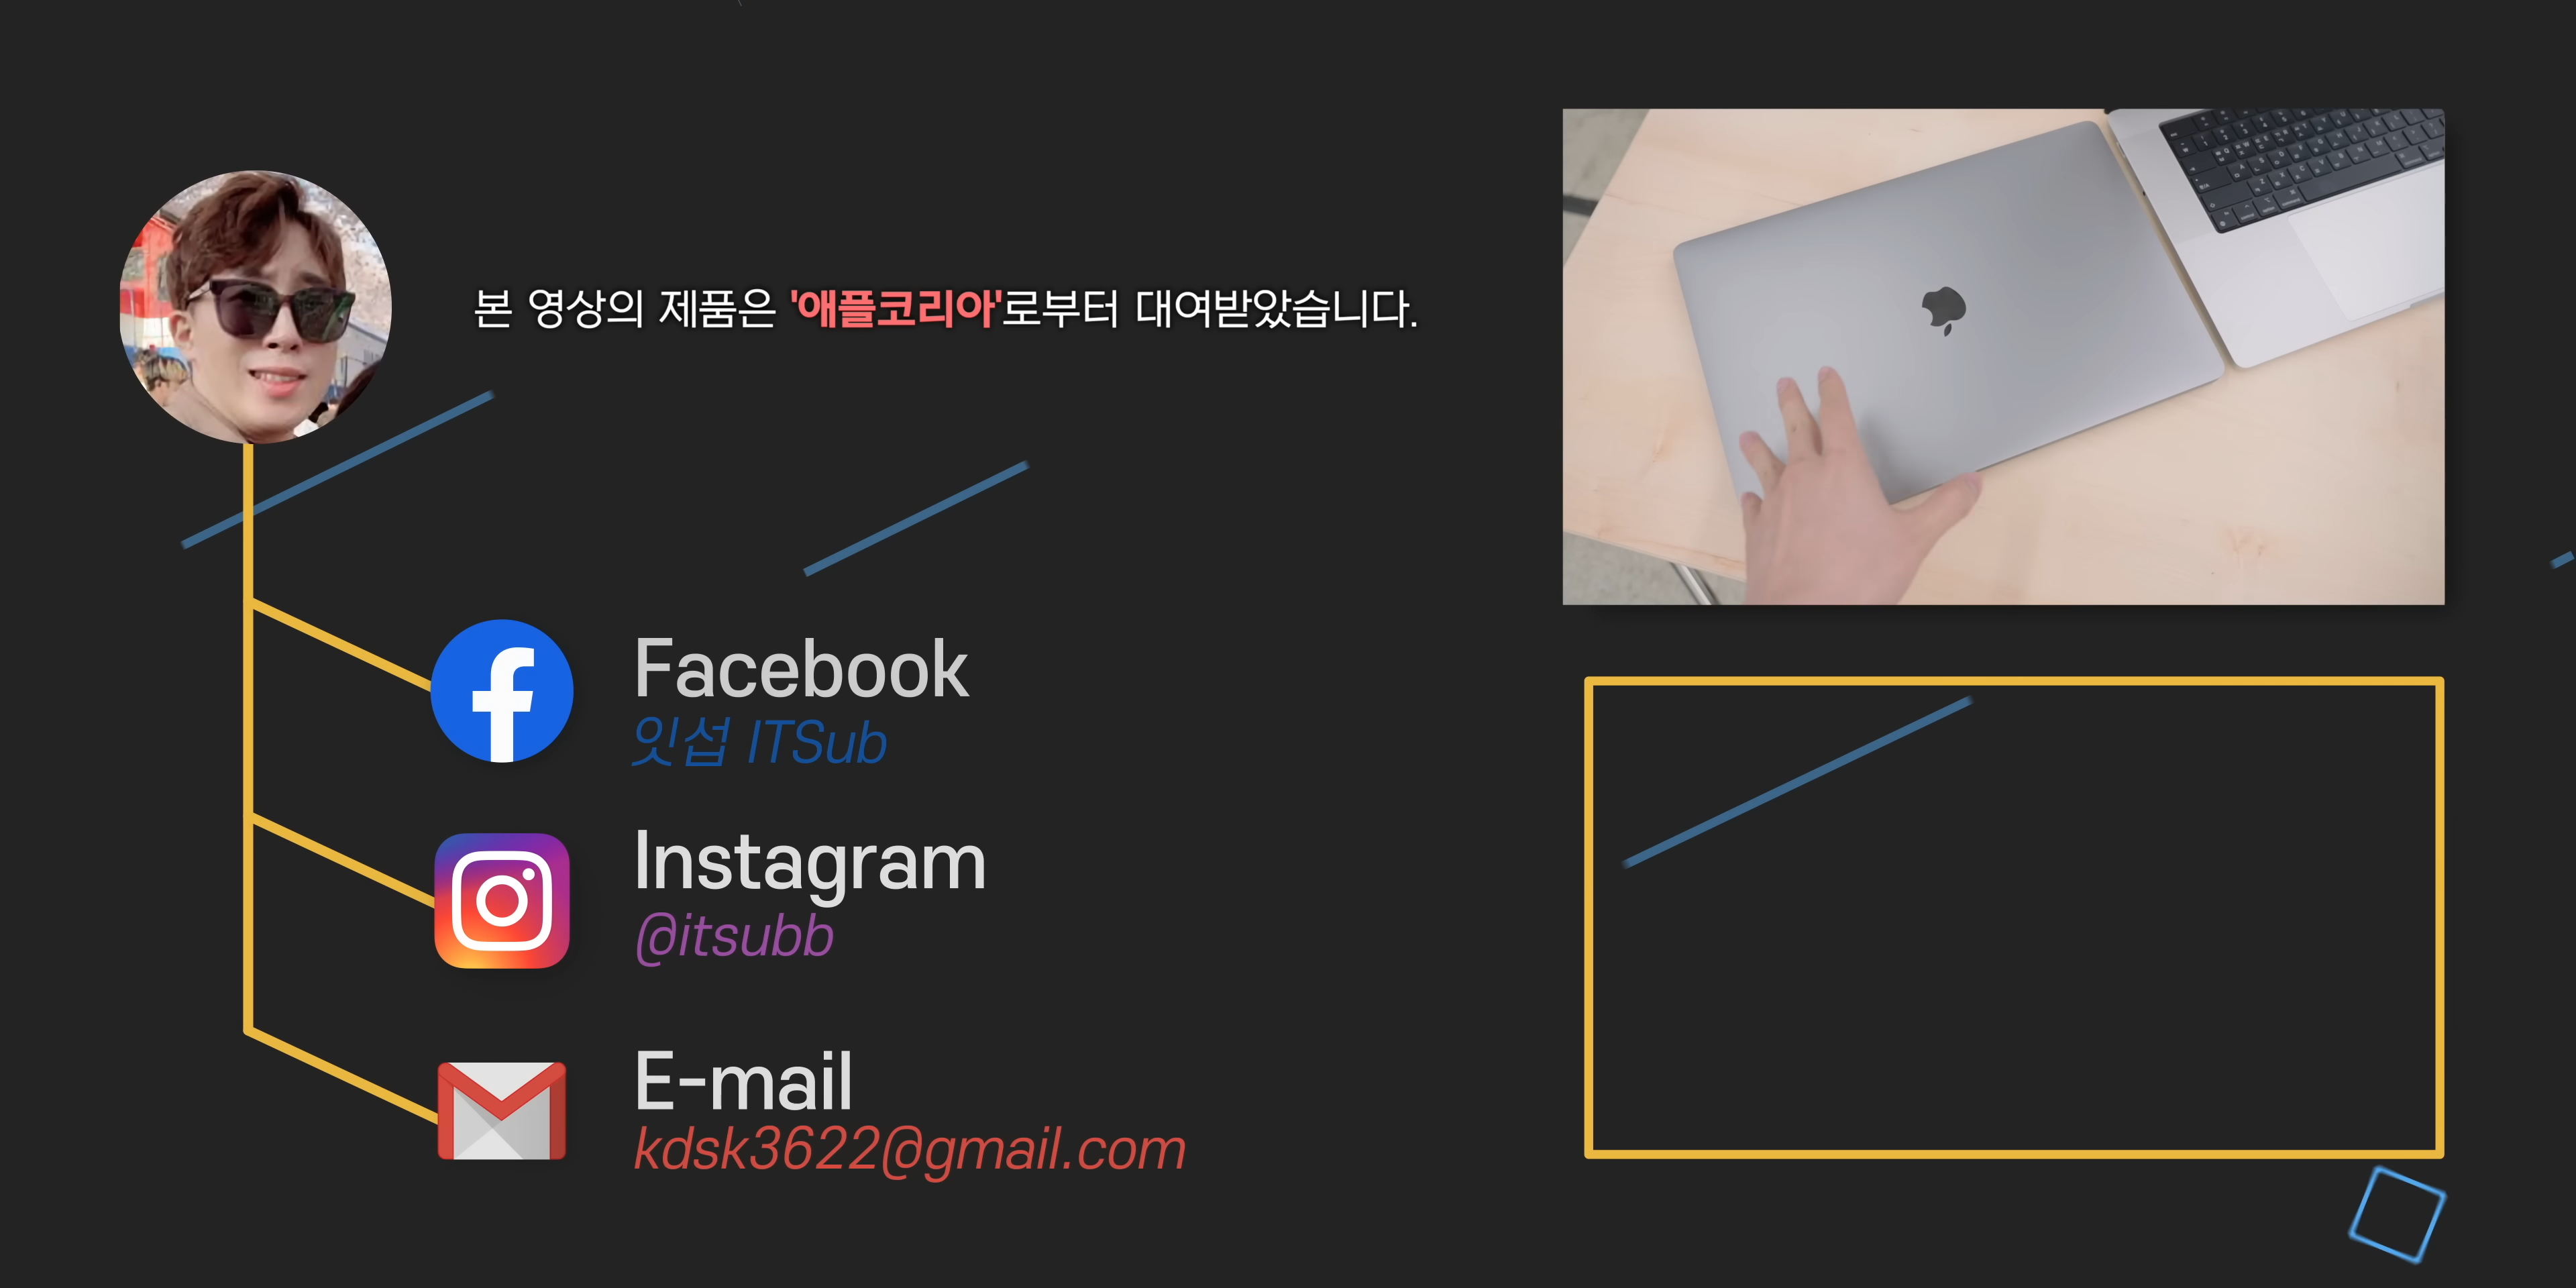 본 영상의 제품은 '애플코리아'로부터 대여받았습니다.
Facebook
잇섭 ITSub
Instagram
@itsubb
E-mail
kdsk3622@gmail.com